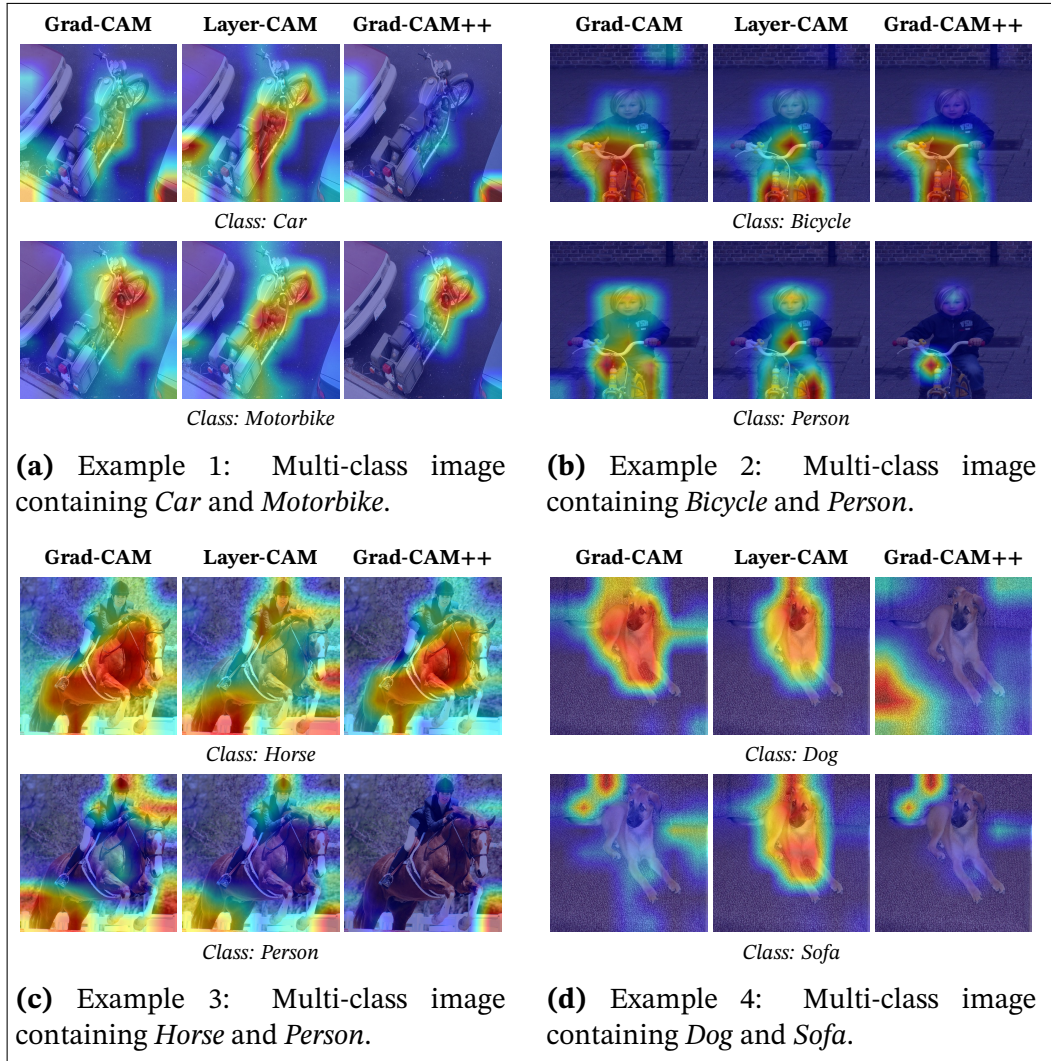 Grad-CAM Layer-CAM Grad-CAM++
Class: Car
Class: Motorbike
(a) Example 1: Multi-class image
containing Car and Motorbike.
Grad-CAM Layer-CAM Grad-CAM++
Class: Bicycle
Class: Person
(b) Example 2: Multi-class image
containing Bicycle and Person.
Grad-CAM Layer-CAM Grad-CAM++
Class: Horse
Class: Person
(c) Example 3: Multi-class image
containing Horse and Person.
Grad-CAM Layer-CAM Grad-CAM++
Class: Dog
Class: Sofa
(d) Example 4: Multi-class image
containing Dog and Sofa.